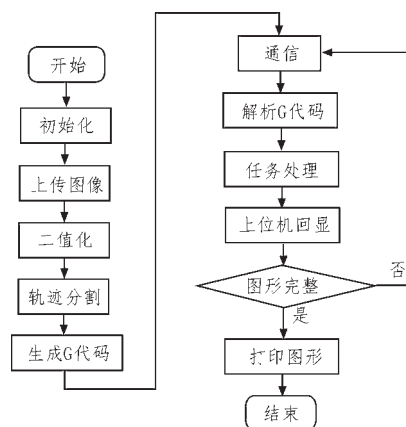 开始
初始化
上传图像
二值化
轨迹分割
生成G代码
通信
解析G代码
任务处理
上位机回显
图形完整
否
是
打印图形
结束